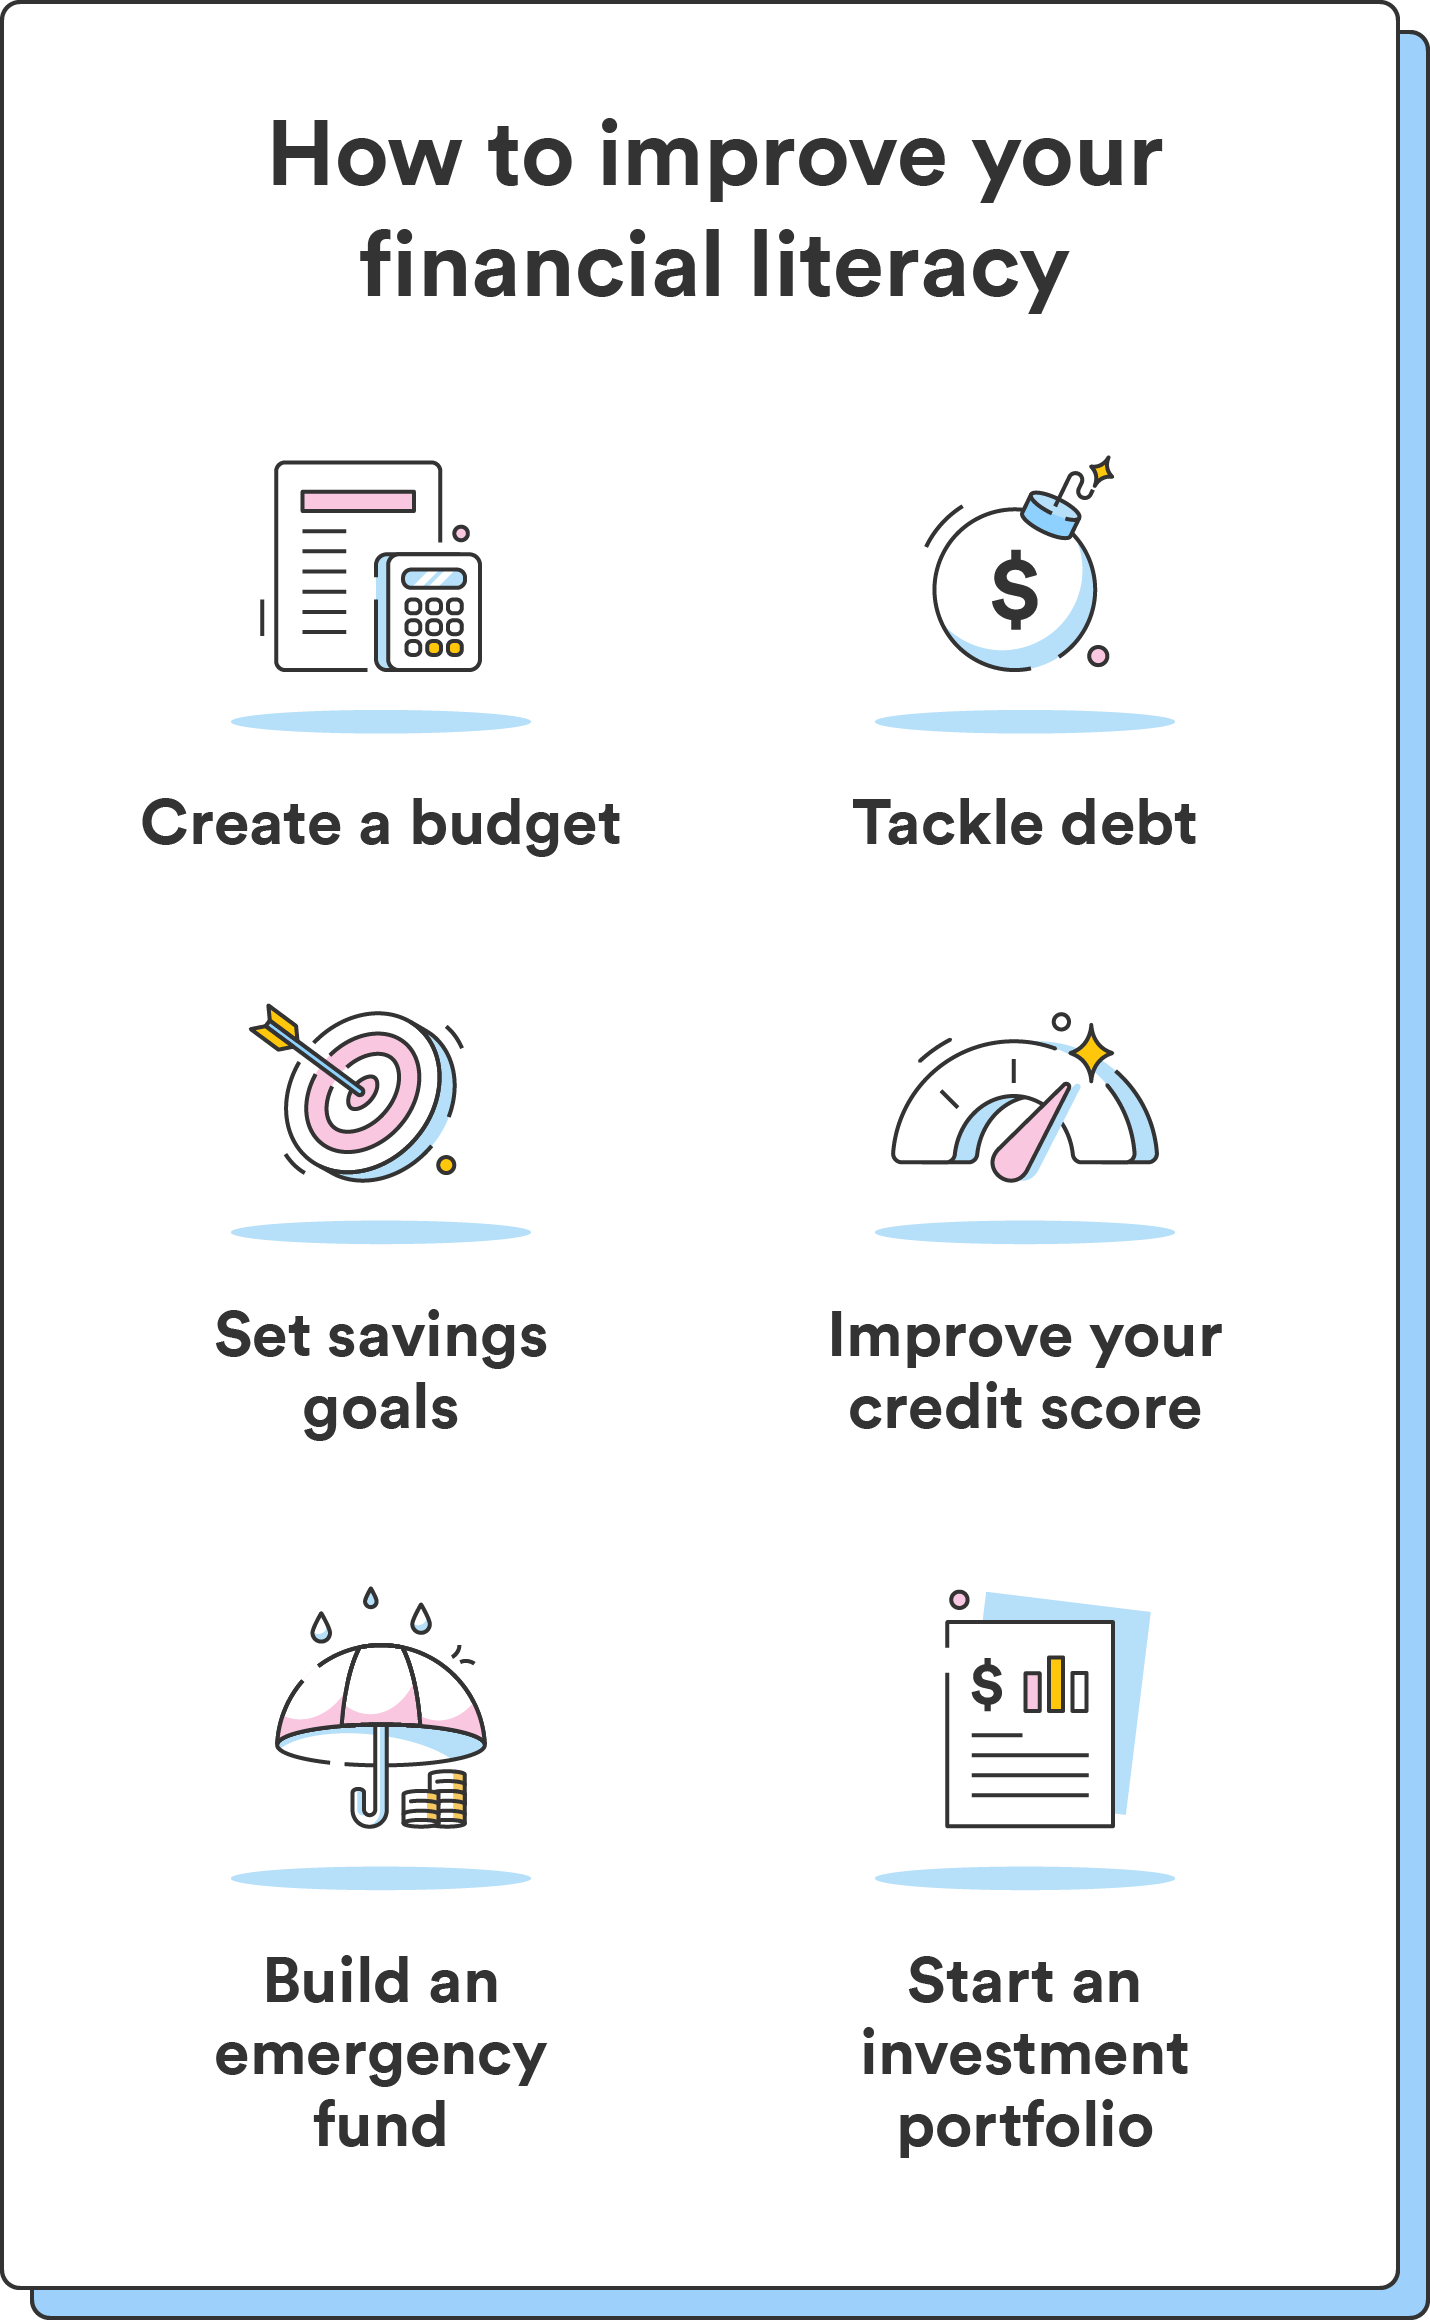 How to improve your
financial literacy
$
Create a budget
Tackle debt
Set savings
goals
Improve your
credit score
$
Build an
emergency
fund
Start an
investment
portfolio